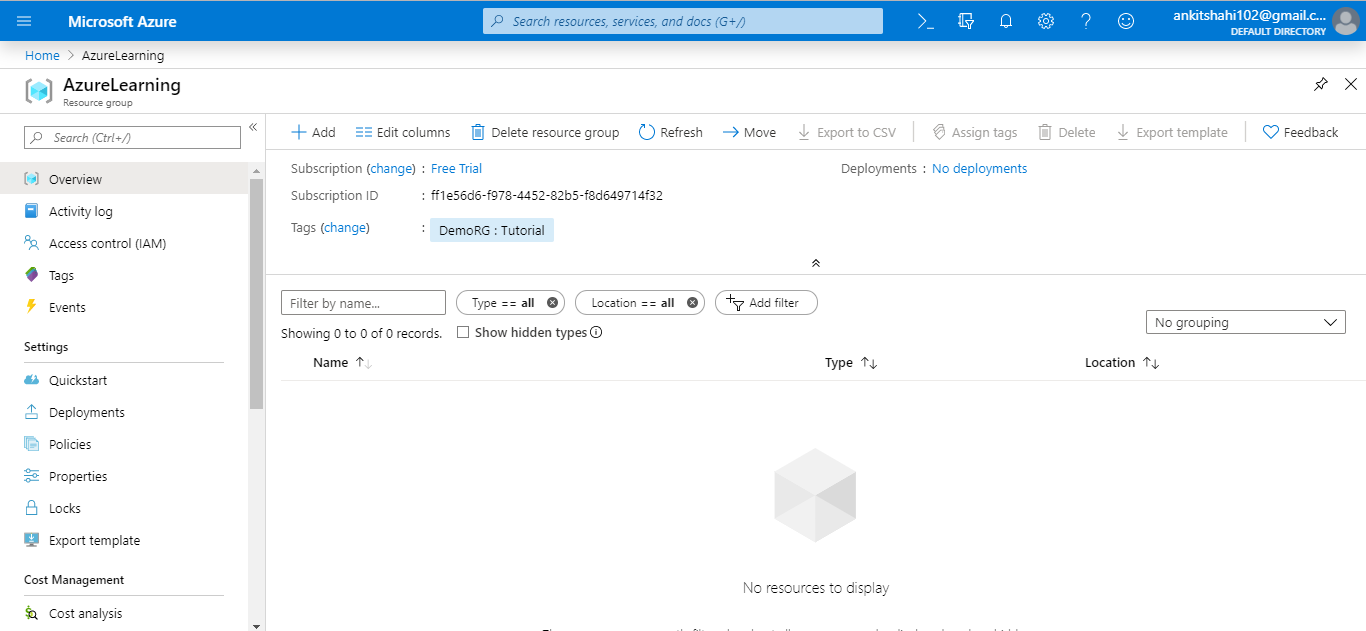 Microsoft Azure
Search resources, services, and docs (G+/)
ankitshahi102@gmail.c...
DEFAULT DIRECTORY
Home > AzureLearning
AzureLearning
Resource group
Search (Ctrl+/)
Overview
Activity log
Access control (IAM)
Tags
Events
Settings
Quickstart
Deployments
Policies
Properties
Locks
Export template
Cost Management
Cost analysis
Add Edit columns Delete resource group Refresh Move Export to CSV Assign tags Delete Export template Feedback
Subscription (change) : Free Trial
Deployments : No deployments
Subscription ID : ff1e56d6-f978-4452-82b5-f8d649714f32
Tags (change) : DemoRG : Tutorial
Filter by name... Type == all Location == all Add filter
Showing 0 to 0 of 0 records. Show hidden types
No grouping
Name Type Location
No resources to display